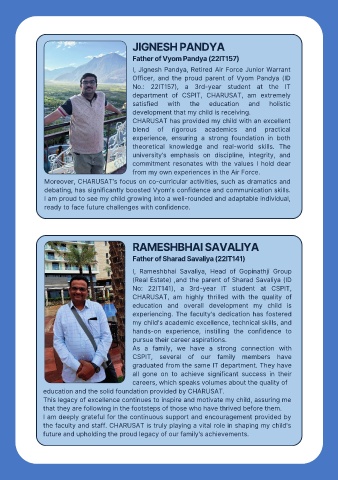 JIGNESH PANDYA
Father of Vyom Pandya (22IT157)
I, Jignesh Pandya, Retired Air Force Junior Warrant
Officer, and the proud parent of Vyom Pandya (ID
No.: 22IT157), a 3rd-year student at the IT
department of CSPIT, CHARUSAT, am extremely
satisfied with the education and holistic
development that my child is receiving.
CHARUSAT has provided my child with an excellent
blend of rigorous academics and practical
experience, ensuring a strong foundation in both
theoretical knowledge and real-world skills. The
university's emphasis on discipline, integrity, and
commitment resonates with the values I hold dear
from my own experiences in the Air Force.
Moreover, CHARUSAT's focus on co-curricular activities, such as dramatics and
debating, has significantly boosted Vyom's confidence and communication skills.
I am proud to see my child growing into a well-rounded and adaptable individual,
ready to face future challenges with confidence.
RAMESHBHAI SAVALIYA
Father of Sharad Savaliya (22IT141)
I, Rameshbhai Savaliya, Head of Gopinathji Group
(Real Estate) ,and the parent of Sharad Savaliya (ID
No: 22IT141), a 3rd-year IT student at CSPIT,
CHARUSAT, am highly thrilled with the quality of
education and overall development my child is
experiencing. The faculty's dedication has fostered
my child's academic excellence, technical skills, and
hands-on experience, instilling the confidence to
pursue their career aspirations.
As a family, we have a strong connection with
CSPIT, several of our family members have
graduated from the same IT department. They have
all gone on to achieve significant success in their
careers, which speaks volumes about the quality of
education and the solid foundation provided by CHARUSAT.
This legacy of excellence continues to inspire and motivate my child, assuring me
that they are following in the footsteps of those who have thrived before them.
I am deeply grateful for the continuous support and encouragement provided by
the faculty and staff. CHARUSAT is truly playing a vital role in shaping my child's
future and upholding the proud legacy of our family's achievements.